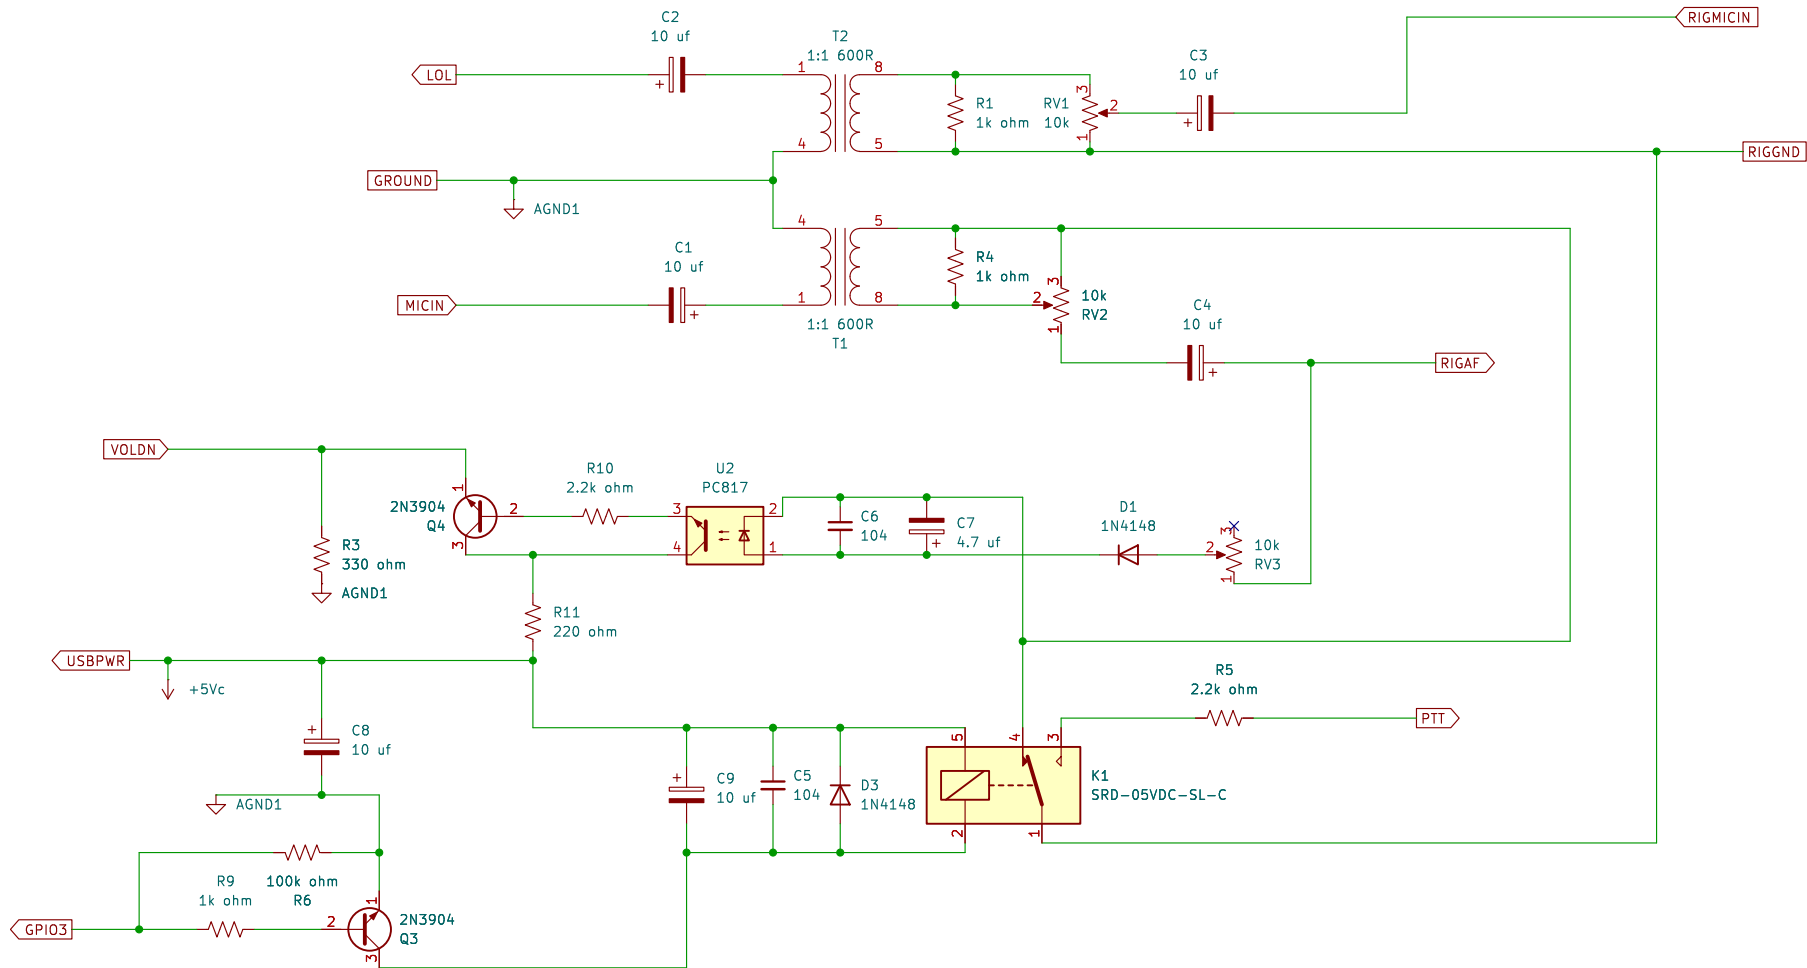 C2
10 uf
RIGMICIN
T2
1:1 600R
LOL
+
1
8
C3
10 uf
R1
1k ohm
RV1
10k
3
2
1
+
4
5
RIGGND
GROUND
AGND1
4
5
C1
10 uf
R4
1k ohm
MICIN
+
1
8
1:1 600R
T1
3
2
1
10k
RV2
C4
10 uf
+
RIGAF
VOLDN
1
2N3904
Q4
2
3
R10
2.2k ohm
U2
PC817
3
4
2
1
C6
104
C7
4.7 uf
+
D1
1N4148
3
2
1
10k
RV3
R3
330 ohm
AGND1
R11
220 ohm
USBPWR
+5Vc
R5
2.2k ohm
PTT
+
C8
10 uf
5
4
3
+
C9
10 uf
C5
104
D3
1N4148
K1
SRD-05VDC-SL-C
AGND1
2
1
R9
1k ohm
100k ohm
R6
GPIO3
2
1
3
2N3904
Q3